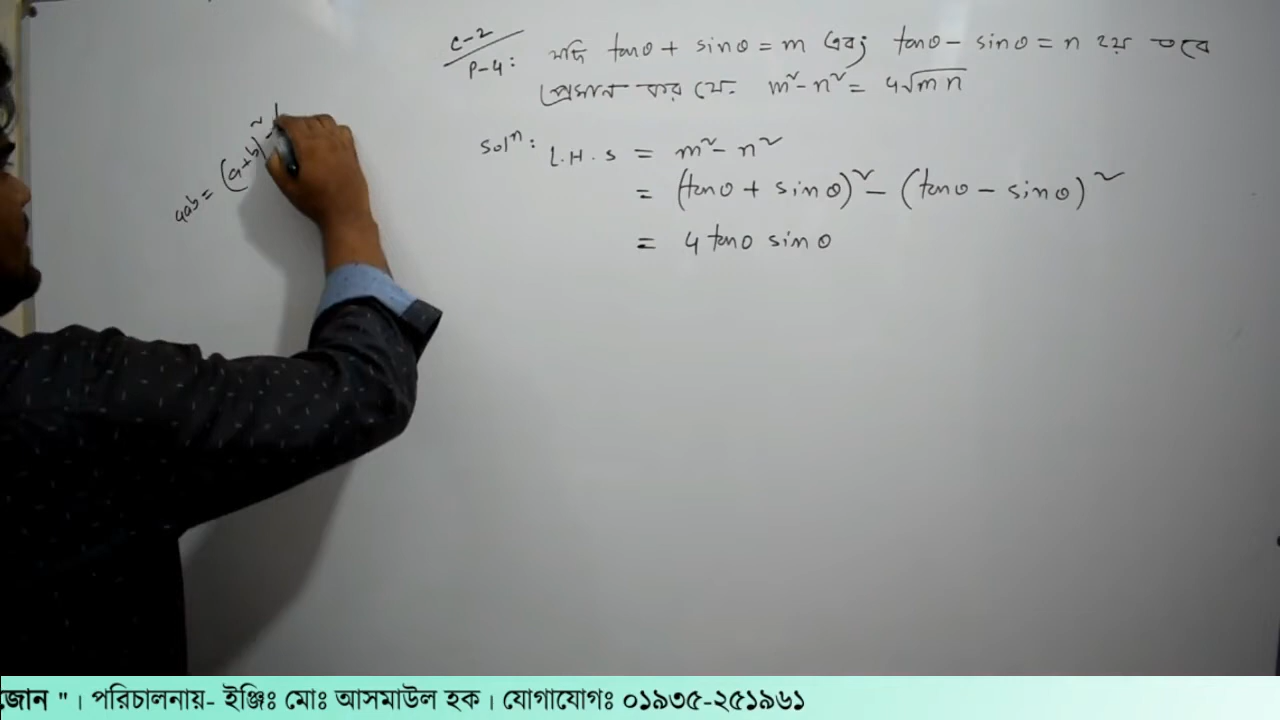 C-2
P-4: যদি tanθ + sinθ = m এবং tanθ - sinθ = n হয় তবে
প্রমান কর যে. m² - n² = 4√mn
4ab = (a+b)² -
Solⁿ: L.H.S = m² - n²
= (tanθ + sinθ)² - (tanθ - sinθ)²
= 4 tanθ sinθ
জোন " । পরিচালনায়- ইঞ্জিঃ মোঃ আসমাউল হক । যোগাযোগঃ ০১৯৩৫-২৫১৯৬১